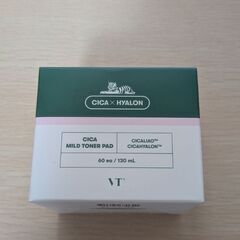 CICA × HYALON
CICA
MILD TONER PAD
CICALIAO™
CICAHYALON™
60 ea / 130 mL
VT